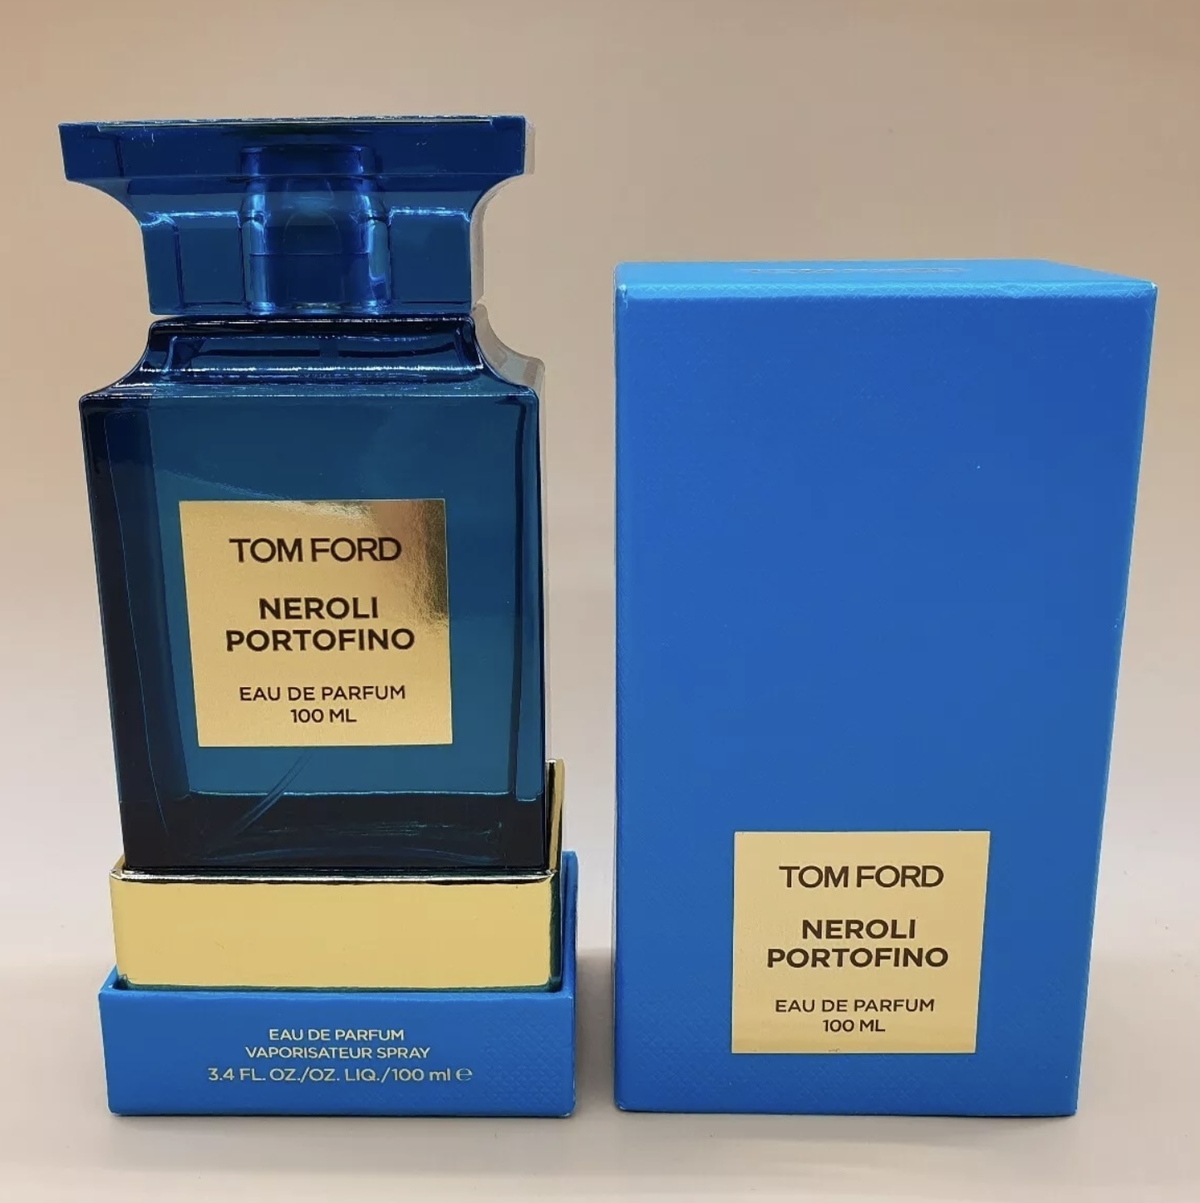 TOM FORD
NEROLI
PORTOFINO
EAU DE PARFUM
100 ML
EAU DE PARFUM
VAPORISATEUR SPRAY
3.4 FL. OZ./OZ. LIQ./100 ml ℮
TOM FORD
NEROLI
PORTOFINO
EAU DE PARFUM
100 ML